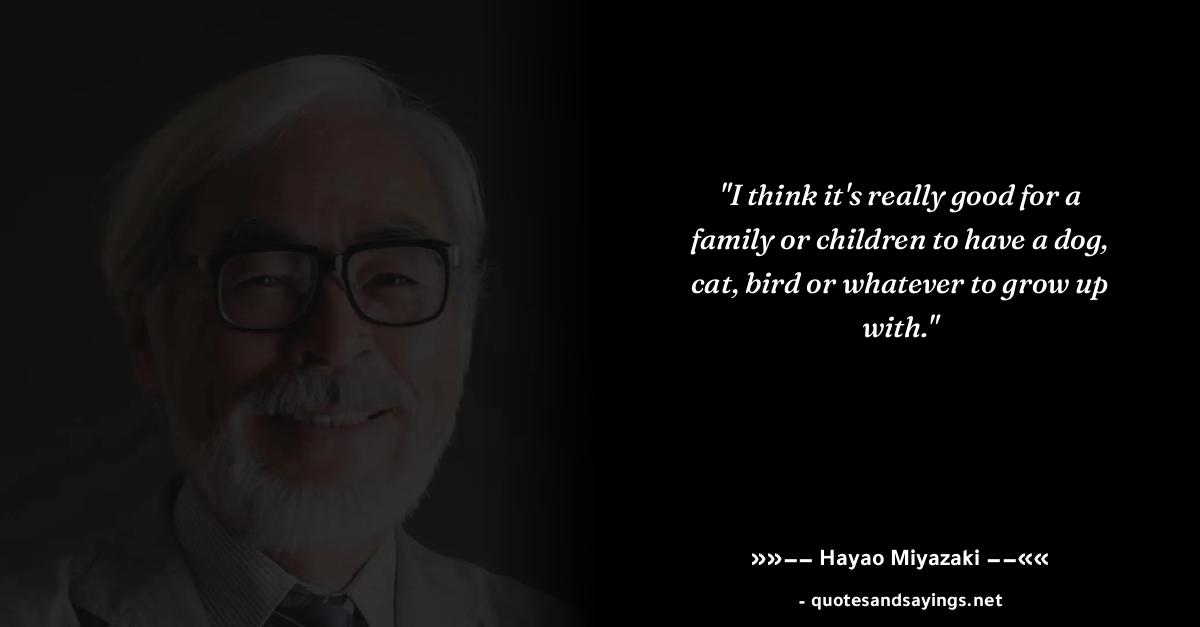 "I think it's really good for a
family or children to have a dog,
cat, bird or whatever to grow up
with."
»»−− Hayao Miyazaki −−««
- quotesandsayings.net